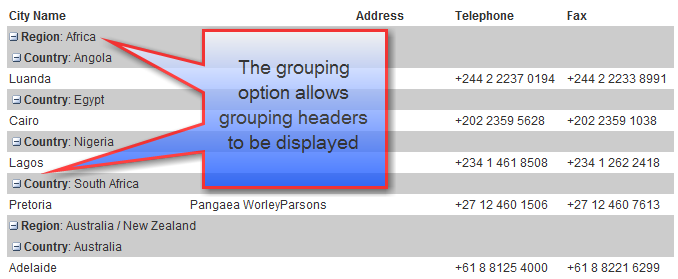 City Name Address Telephone Fax
Region: Africa
Country: Angola
Luanda +244 2 2237 0194 +244 2 2233 8991
Country: Egypt
Cairo +202 2359 5628 +202 2359 1038
Country: Nigeria
Lagos +234 1 461 8508 +234 1 262 2418
Country: South Africa
Pretoria Pangaea WorleyParsons +27 12 460 1506 +27 12 460 7613
Region: Australia / New Zealand
Country: Australia
Adelaide +61 8 8125 4000 +61 8 8221 6299
The grouping
option allows
grouping headers
to be displayed